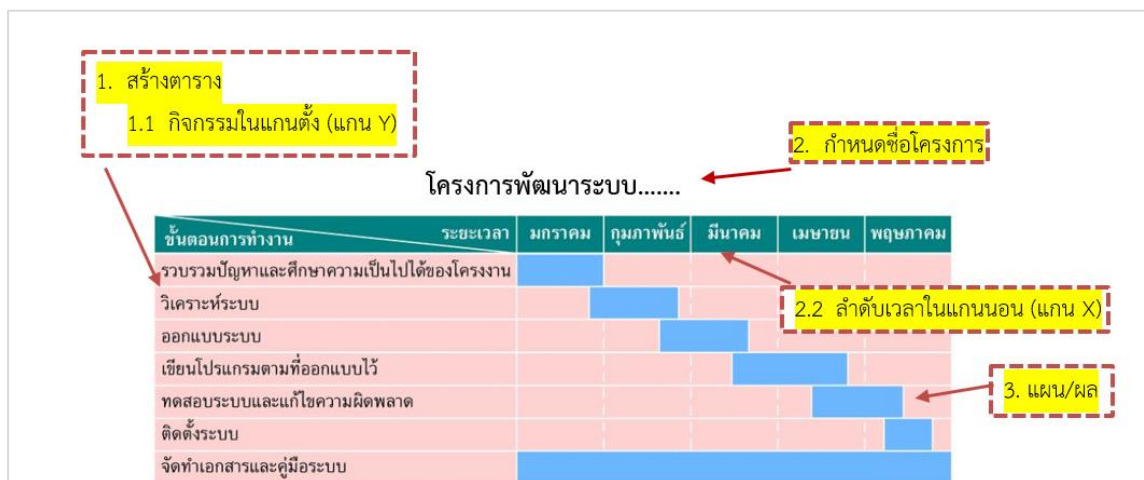 1. สร้างตาราง
1.1 กิจกรรมในแกนตั้ง (แกน Y)
2. กำหนดชื่อโครงการ
โครงการพัฒนาระบบ.......
ขั้นตอนการทำงาน ระยะเวลา มกราคม กุมภาพันธ์ มีนาคม เมษายน พฤษภาคม
รวบรวมปัญหาและศึกษาความเป็นไปได้ของโครงงาน
วิเคราะห์ระบบ
2.2 ลำดับเวลาในแกนนอน (แกน X)
ออกแบบระบบ
เขียนโปรแกรมตามที่ออกแบบไว้
ทดสอบระบบและแก้ไขความผิดพลาด
3. แผน/ผล
ติดตั้งระบบ
จัดทำเอกสารและคู่มือระบบ